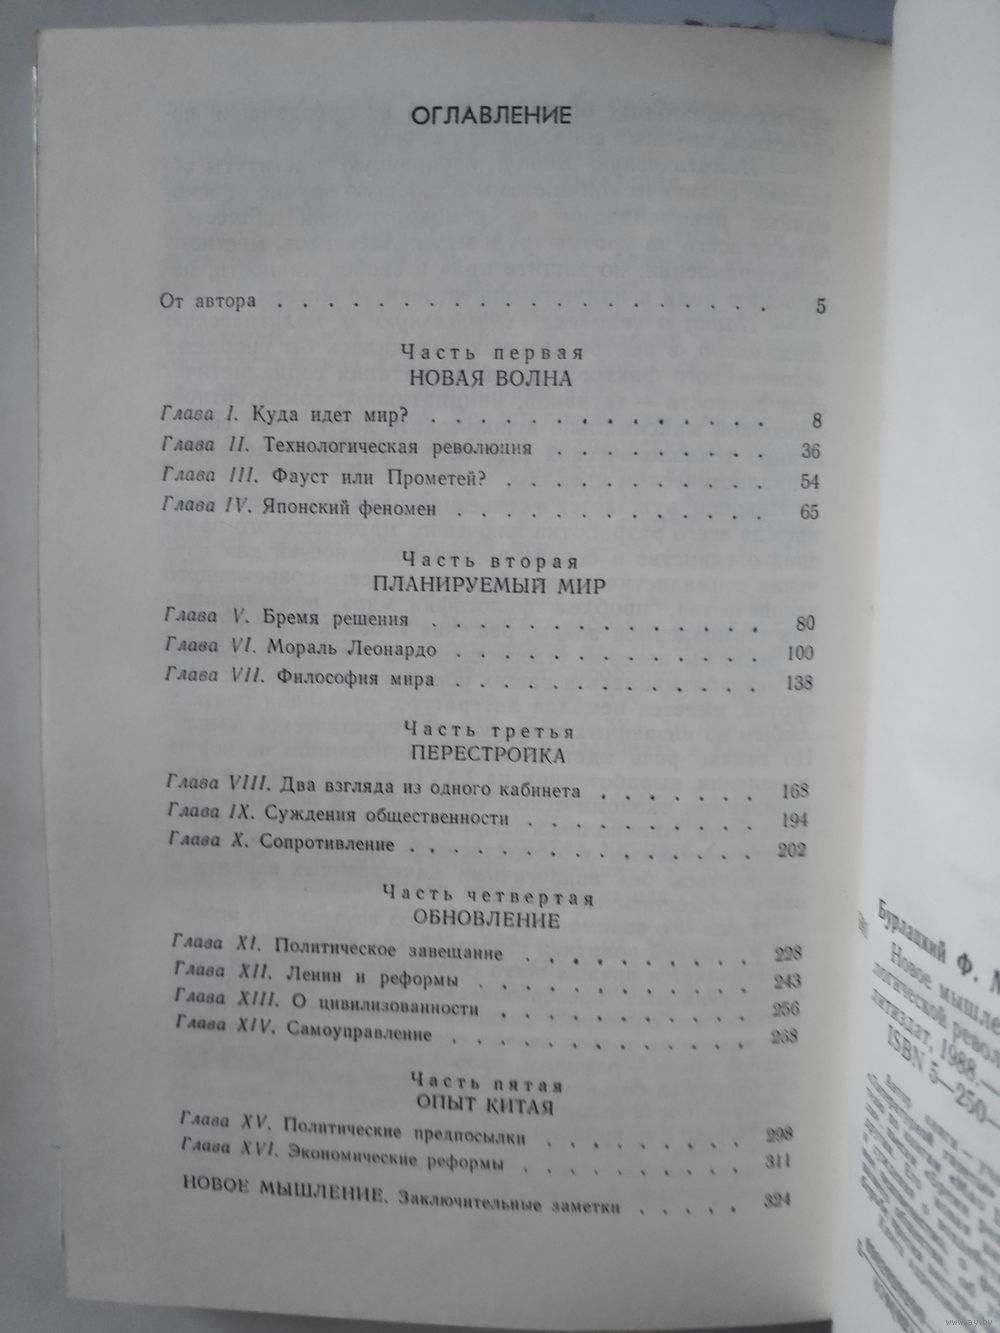 ОГЛАВЛЕНИЕ
От автора . . . . . . . . . . . . . . . . . . . . . . . 5
Часть первая
НОВАЯ ВОЛНА
Глава I. Куда идет мир? . . . . . . . . . . . . . . . . 8
Глава II. Технологическая революция . . . . . . . . . . 36
Глава III. Фауст или Прометей? . . . . . . . . . . . . 54
Глава IV. Японский феномен . . . . . . . . . . . . . . 65
Часть вторая
ПЛАНИРУЕМЫЙ МИР
Глава V. Бремя решения . . . . . . . . . . . . . . . 80
Глава VI. Мораль Леонардо . . . . . . . . . . . . . . 100
Глава VII. Философия мира . . . . . . . . . . . . . . 138
Часть третья
ПЕРЕСТРОЙКА
Глава VIII. Два взгляда из одного кабинета . . . . . . . 168
Глава IX. Суждения общественности . . . . . . . . . . . 194
Глава X. Сопротивление . . . . . . . . . . . . . . . . 202
Часть четвертая
ОБНОВЛЕНИЕ
Глава XI. Политическое завещание . . . . . . . . . . . 228
Глава XII. Ленин и реформы . . . . . . . . . . . . . 243
Глава XIII. О цивилизованности . . . . . . . . . . . . 256
Глава XIV. Самоуправление . . . . . . . . . . . . . . 268
Часть пятая
ОПЫТ КИТАЯ
Глава XV. Политические предпосылки . . . . . . . . . 298
Глава XVI. Экономические реформы . . . . . . . . . . 311
НОВОЕ МЫШЛЕНИЕ. Заключительные заметки . . . . . 324
Бурлацкий Ф. М
Новое мышле
логической револ
литиздат, 1988.—
ISBN 5—250—
Автор книги — 
www.ay.by